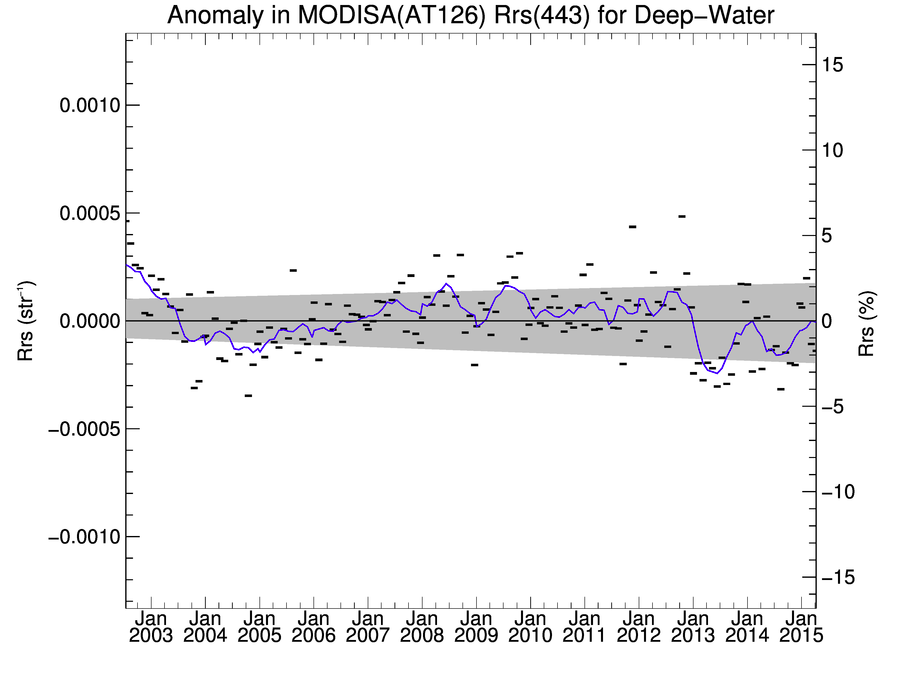 Anomaly in MODISA(AT126) Rrs(443) for Deep−Water
0.0010
0.0005
0.0000
−0.0005
−0.0010
Rrs (str⁻¹)
15
10
5
0
−5
−10
−15
Rrs (%)
Jan Jan Jan Jan Jan Jan Jan Jan Jan Jan Jan Jan Jan
2003 2004 2005 2006 2007 2008 2009 2010 2011 2012 2013 2014 2015